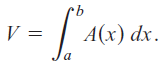 V = ∫_a^b A(x) dx.